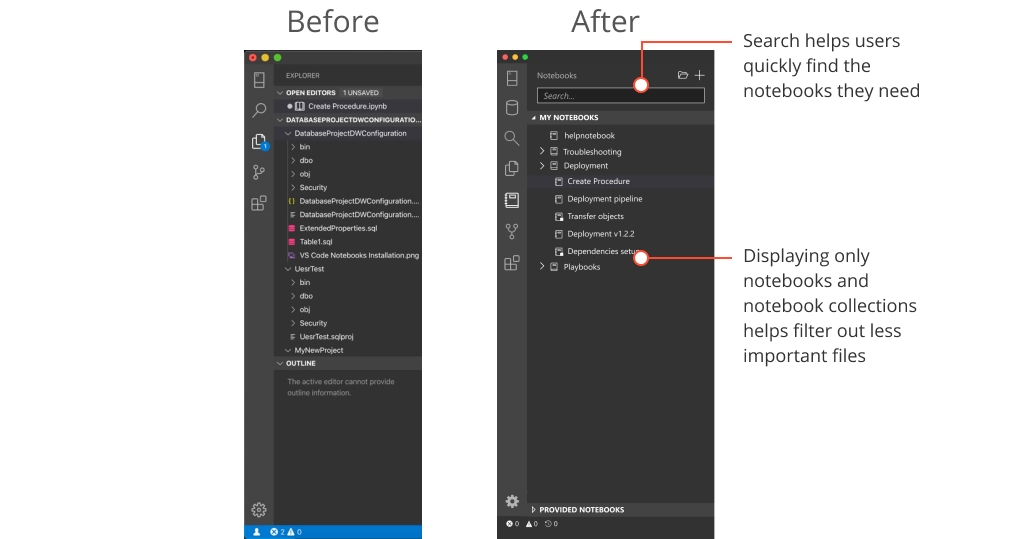 Before
EXPLORER
OPEN EDITORS 1 UNSAVED
Create Procedure.ipynb
DATABASEPROJECTDWCONFIGURATIO...
DatabaseProjectDWConfiguration
bin
dbo
obj
Security
DatabaseProjectDWConfiguration....
DatabaseProjectDWConfiguration....
ExtendedProperties.sql
Table1.sql
VS Code Notebooks Installation.png
UesrTest
bin
dbo
obj
Security
UesrTest.sqlproj
MyNewProject
OUTLINE
The active editor cannot provide
outline information.
1
2 0
After
Notebooks
Search...
MY NOTEBOOKS
helpnotebook
Troubleshooting
Deployment
Create Procedure
Deployment pipeline
Transfer objects
Deployment v1.2.2
Dependencies setup
Playbooks
PROVIDED NOTEBOOKS
0 0 0
Search helps users
quickly find the
notebooks they need
Displaying only
notebooks and
notebook collections
helps filter out less
important files